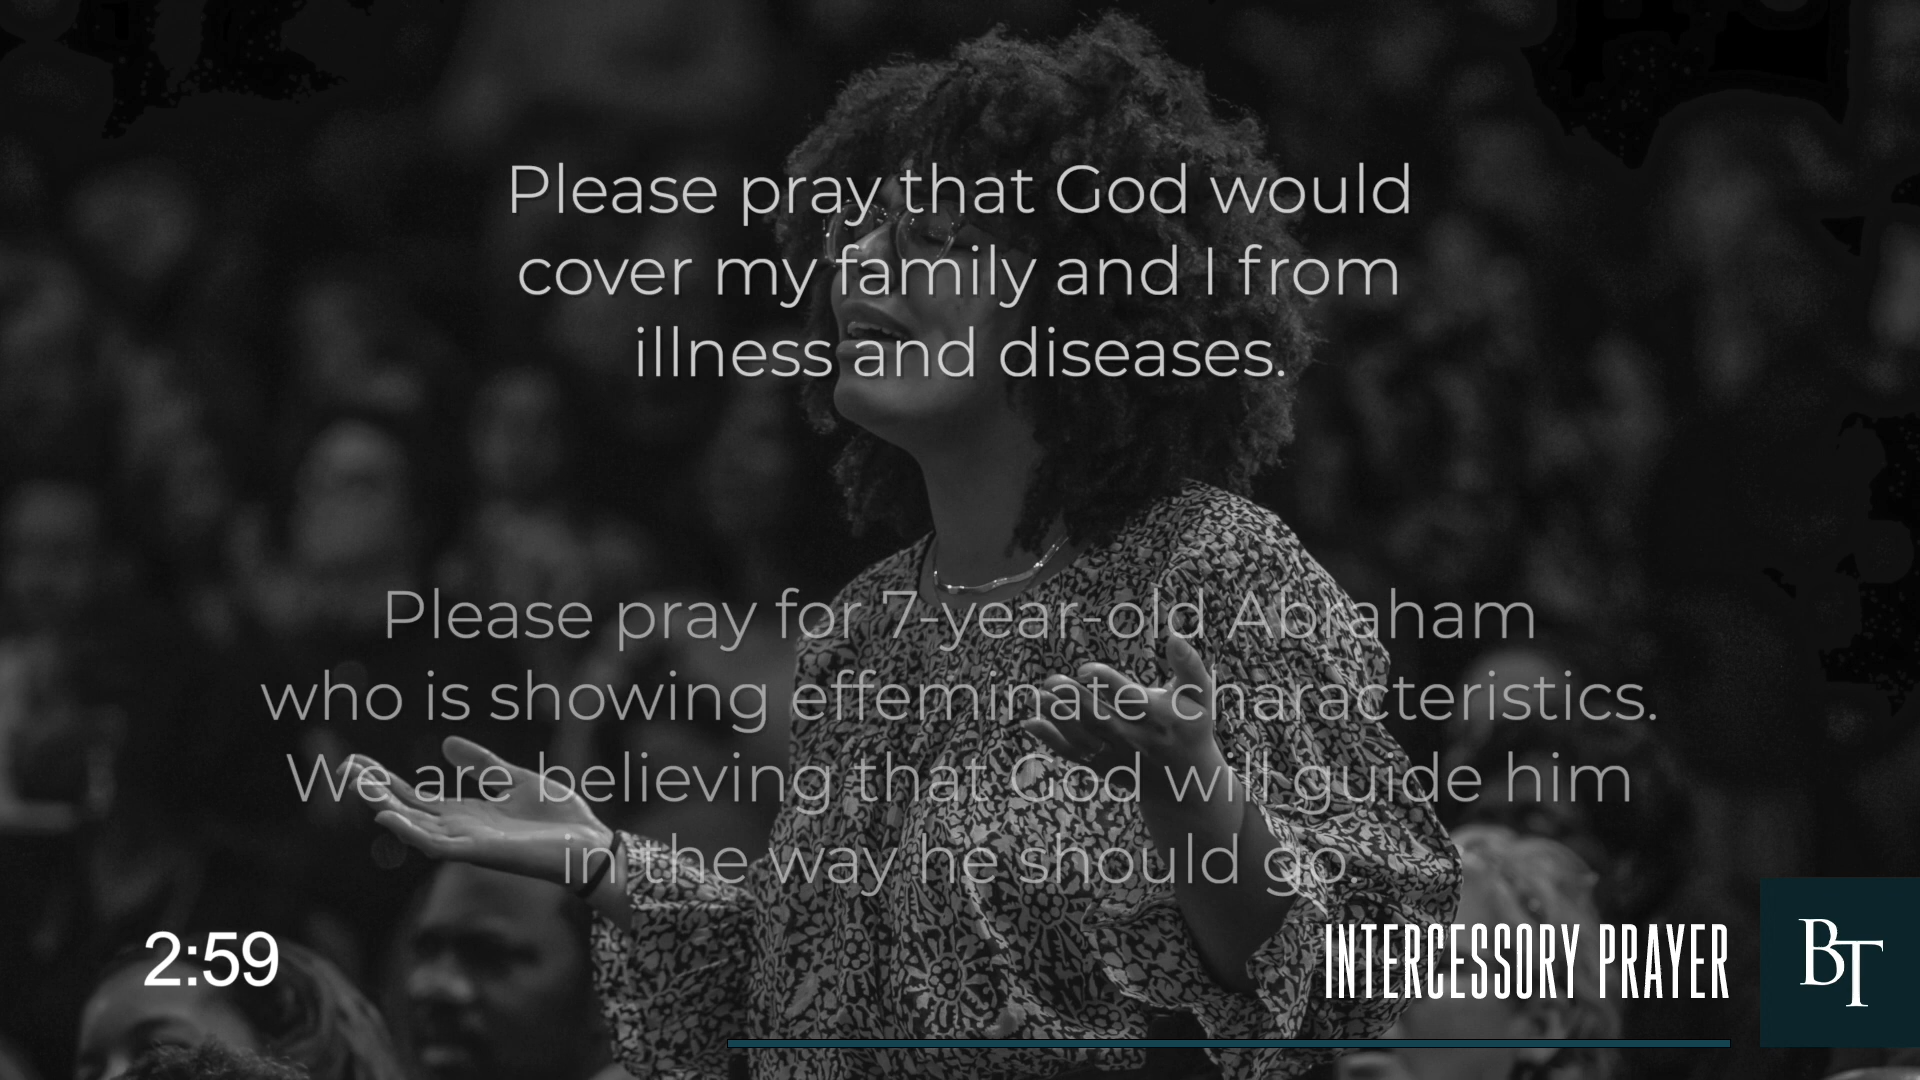 Please pray that God would
cover my family and I from
illness and diseases.
Please pray for 7-year-old Abraham
who is showing effeminate characteristics.
We are believing that God will guide him
in the way he should go.
2:59
INTERCESSORY PRAYER
BT